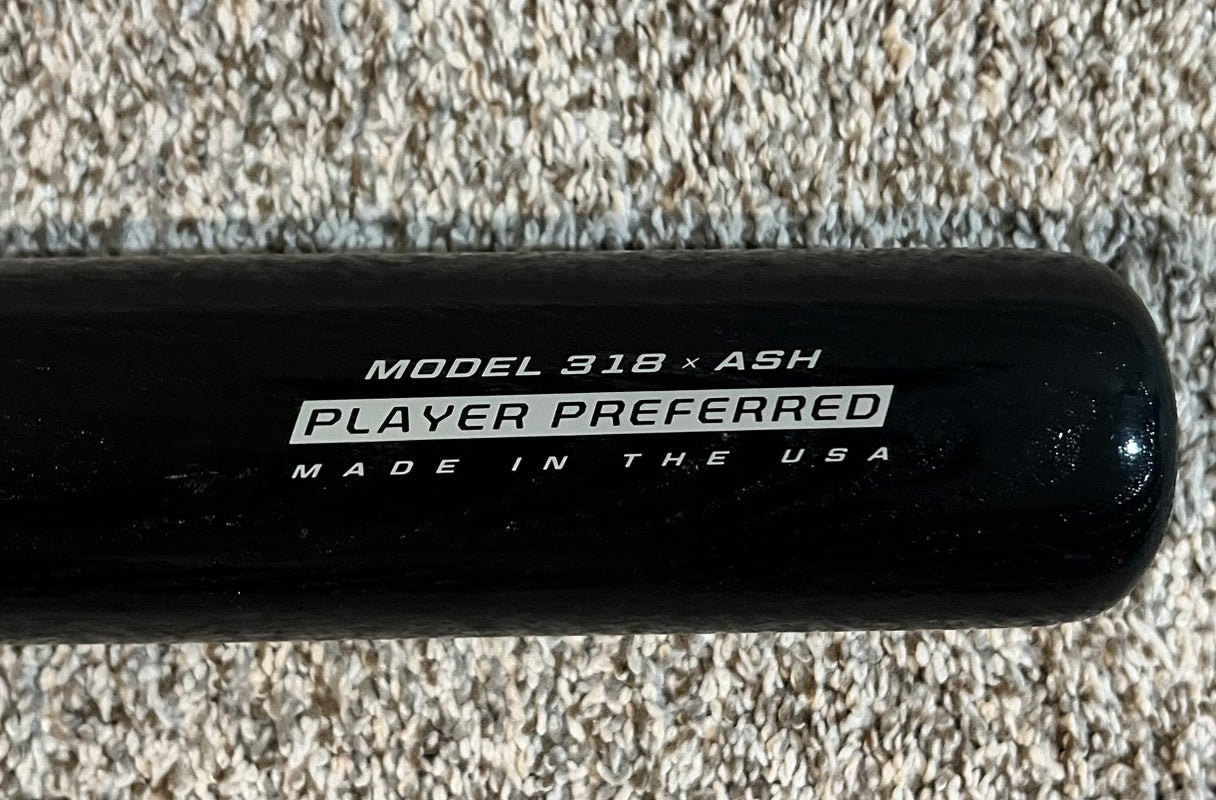 MODEL 318 × ASH
PLAYER PREFERRED
MADE IN THE USA